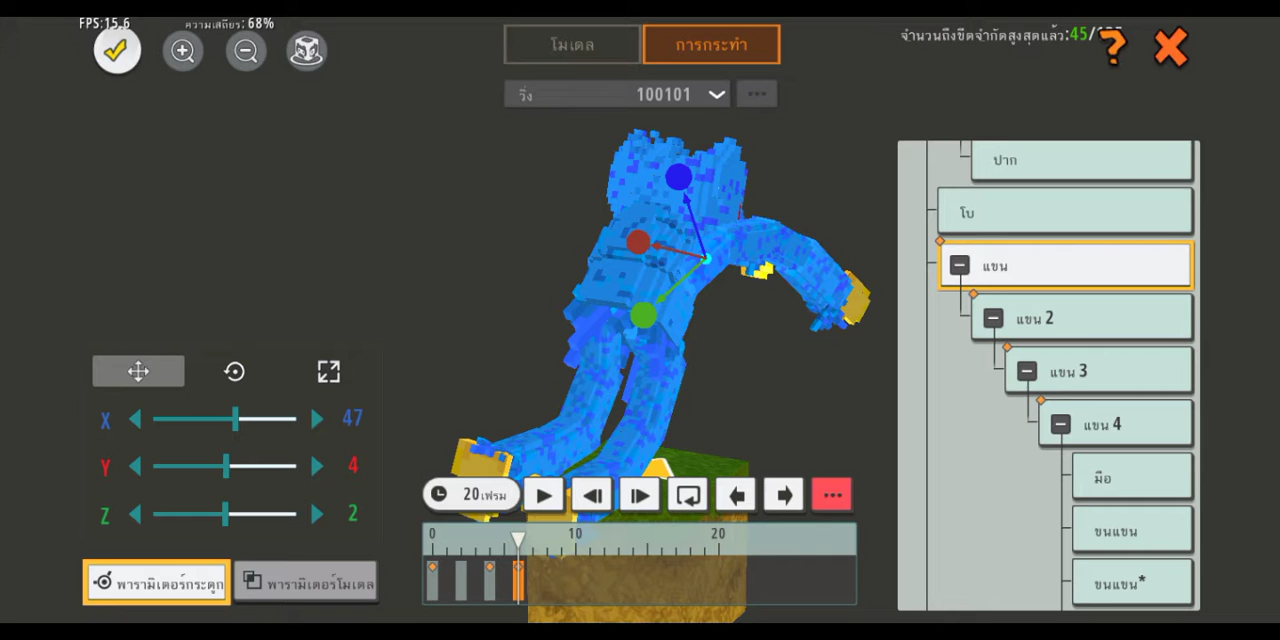 FPS:15.6
ความเสถียร: 68%
โมเดล
การกระทำ
จำนวนถึงขีดจำกัดสูงสุดแล้ว:45/
วิ่ง 100101
ปาก
โบ
แขน
แขน 2
แขน 3
แขน 4
มือ
ขนแขน
ขนแขน*
X 47
Y 4
Z 2
20เฟรม
0 10 20
พารามิเตอร์กระดูก
พารามิเตอร์โมเดล